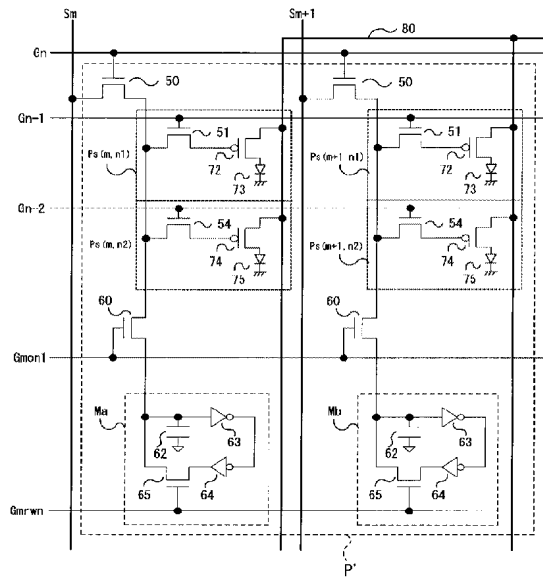 Sm Sm+1 80
Gn 50 50
Gn-1 51 51
Ps(m,n1) 72 73 Ps(m+1,n1) 72 73
Gn-2 54 54
Ps(m,n2) 74 75 Ps(m+1,n2) 74 75
60 60
Gmon1
Ma 62 63 Mb 62 63
65 64 65 64
Gmrwn
P'